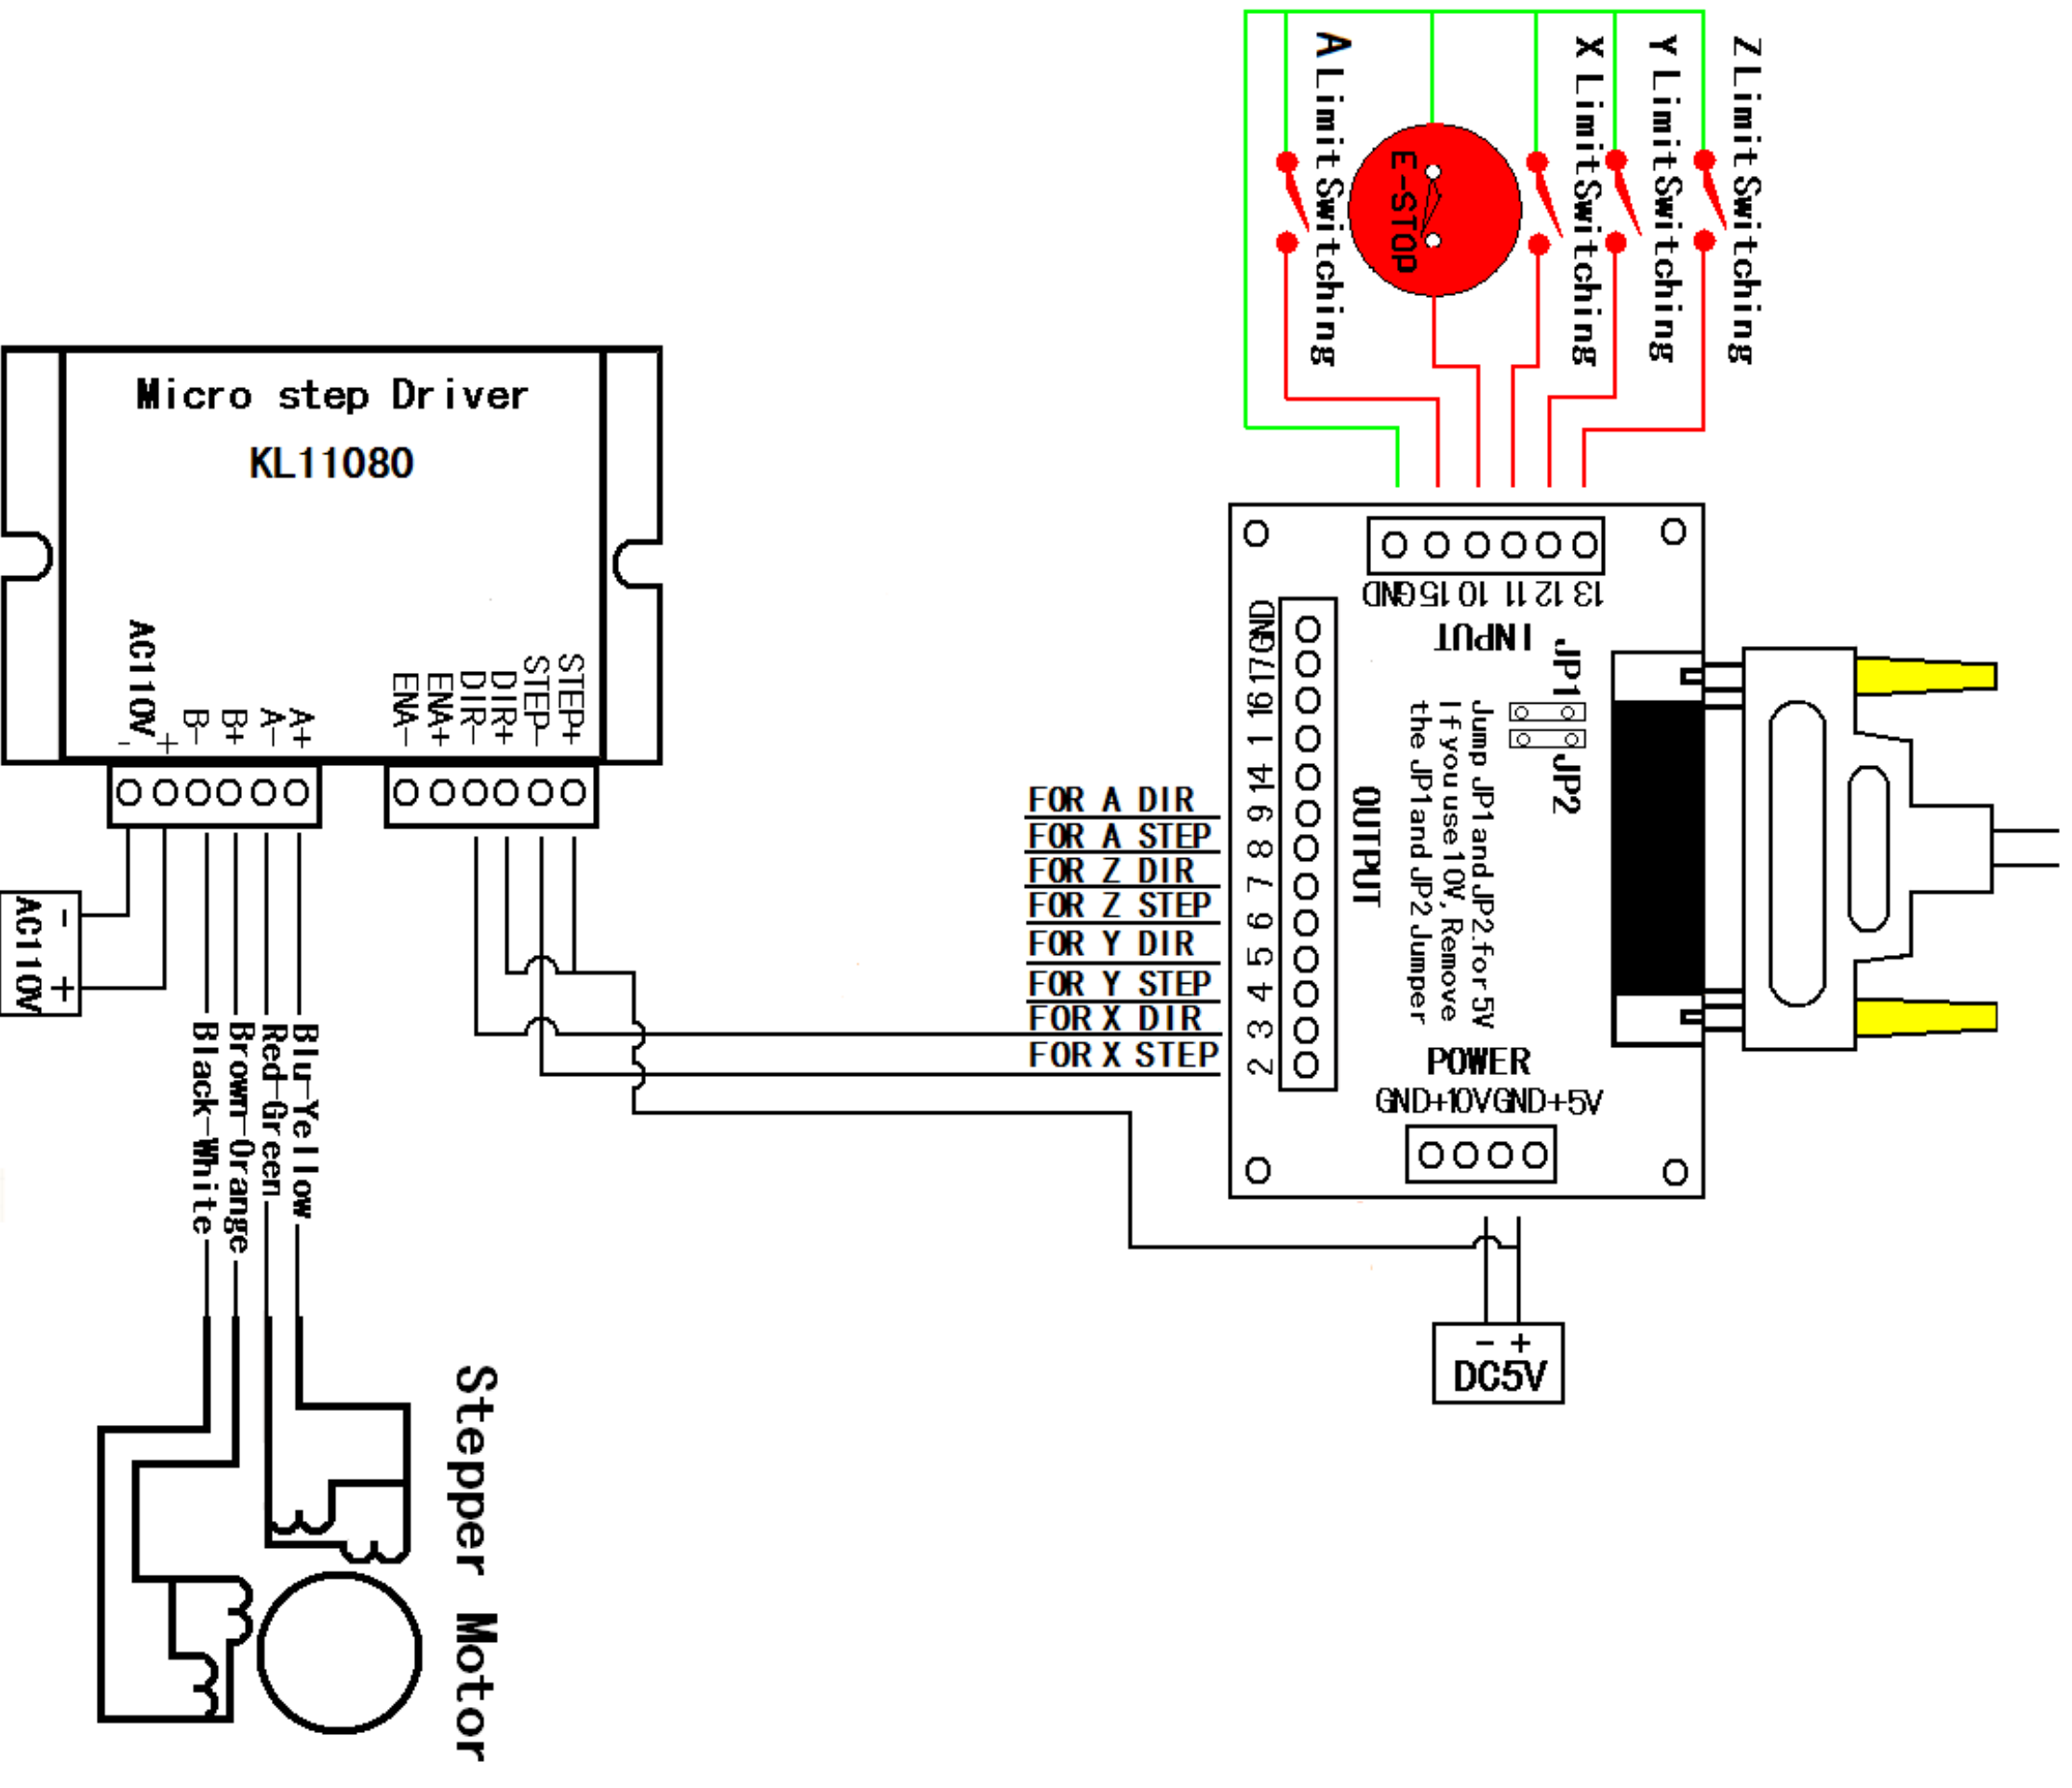 A Limit Switching
E-STOP
X Limit Switching
Y Limit Switching
Z Limit Switching
Micro step Driver
KL11080
AC110V
-
+
B-
B+
A-
A+
ENA-
ENA+
DIR-
DIR+
STEP-
STEP+
AC110V
-
+
Black-White
Brown-Orange
Red-Green
Blu-Yellow
Stepper Motor
FOR A DIR
FOR A STEP
FOR Z DIR
FOR Z STEP
FOR Y DIR
FOR Y STEP
FOR X DIR
FOR X STEP
GND 15 10 11 12 13
INPUT
2 3 4 5 6 7 8 9 14 1 16 17 GND
OUTPUT
JP1
JP2
Jump JP1 and JP2.for 5V
If you use 10V, Remove
the JP1 and JP2 Jumper
POWER
GND+10VGND+5V
- +
DC5V